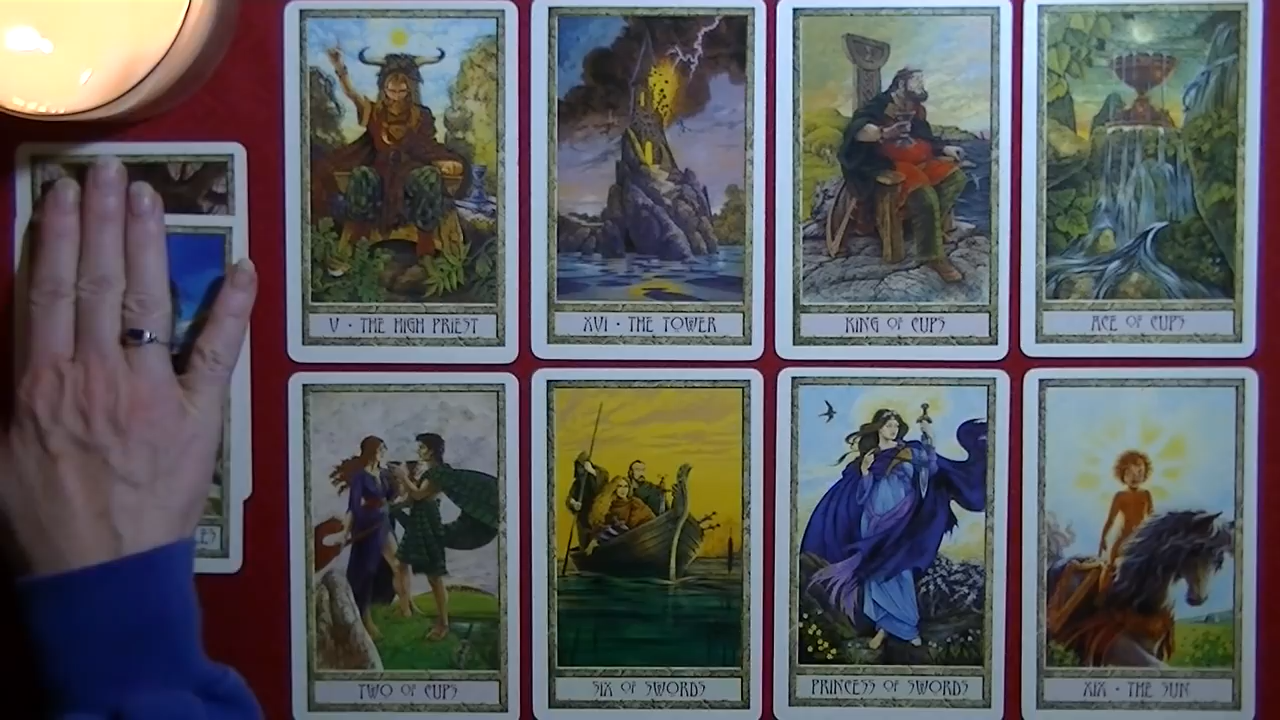 V • THE HIGH PRIEST
XVI • THE TOWER
KING OF CUPS
ACE OF CUPS
TWO OF CUPS
SIX OF SWORDS
PRINCESS OF SWORDS
XIX • THE SUN